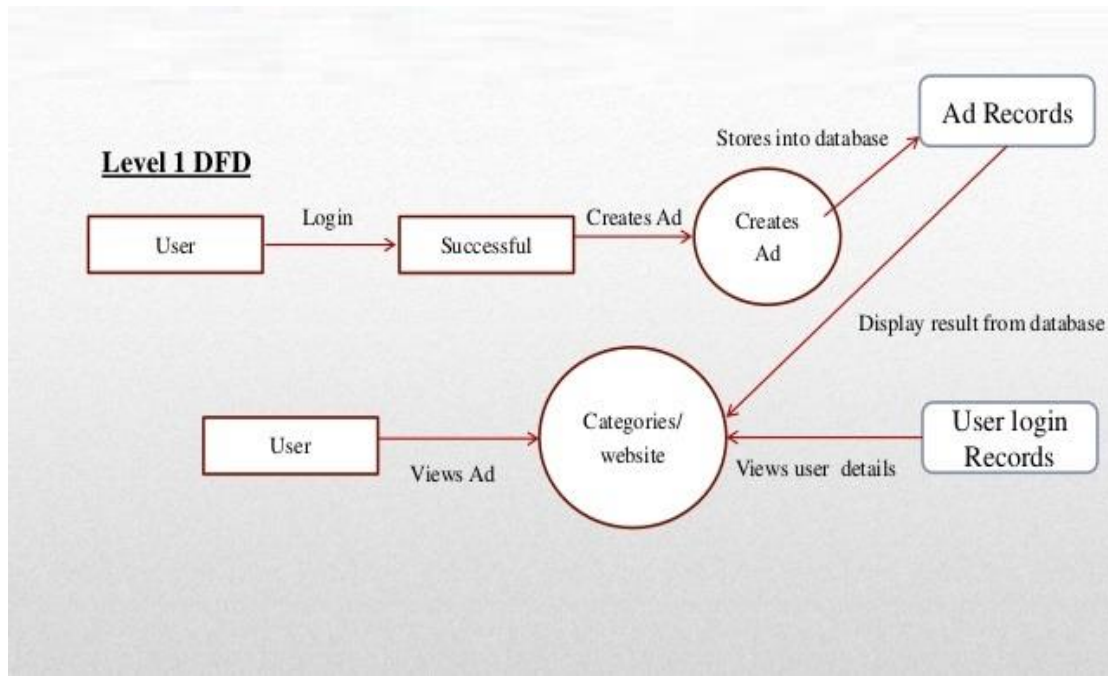 Ad Records
Stores into database
Level 1 DFD
Login
Creates Ad
User
Successful
Creates
Ad
Display result from database
Categories/
website
User
Views Ad
User login
Records
Views user details